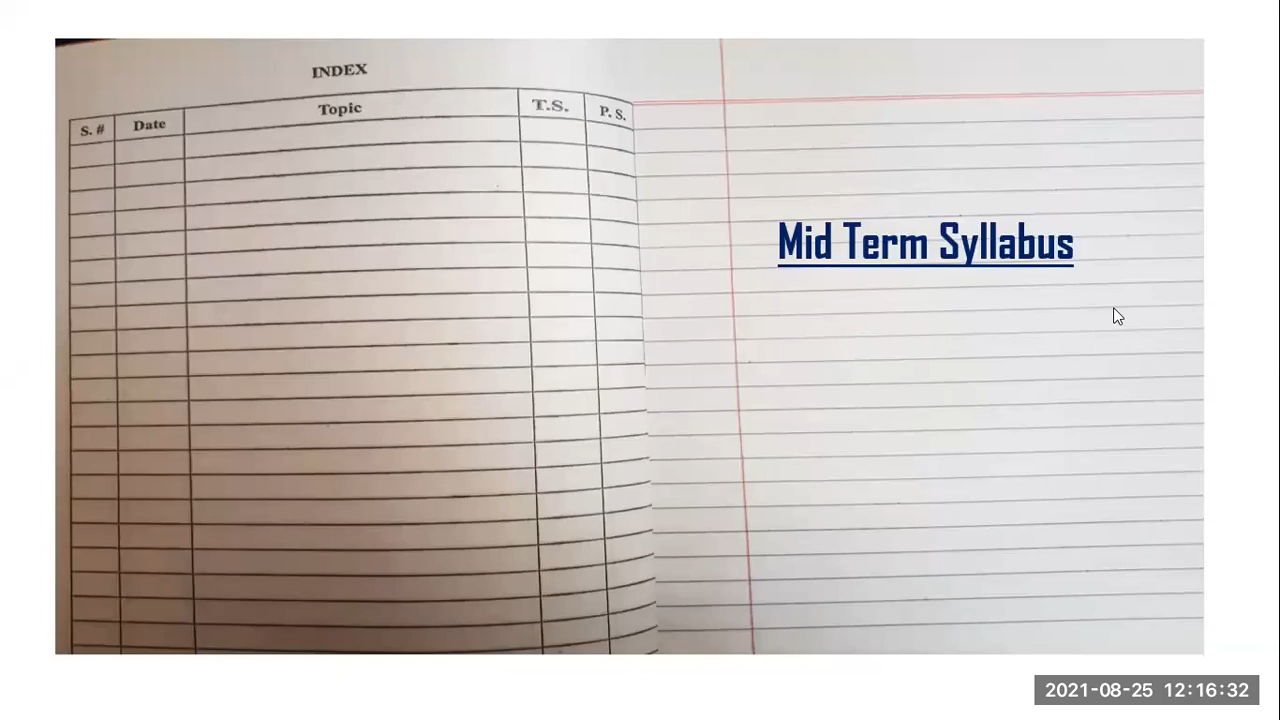 INDEX
S. # Date Topic T.S. P. S.
Mid Term Syllabus
2021-08-25 12:16:32